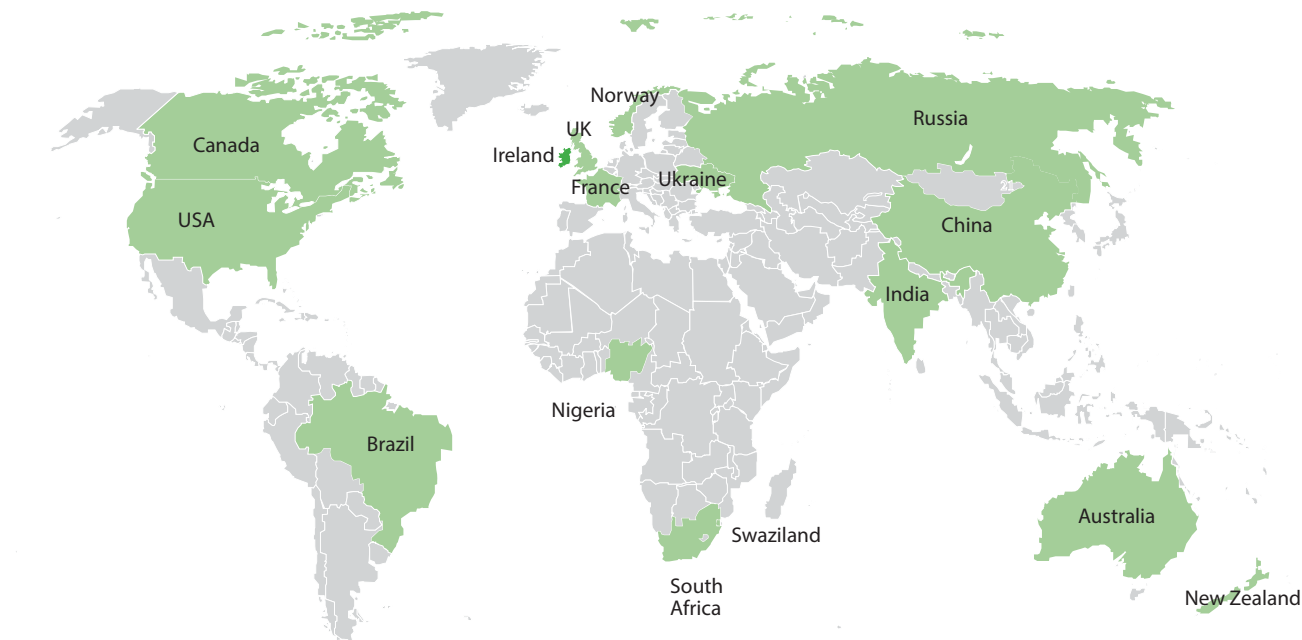 Norway
Russia
UK
Canada
Ireland
Ukraine
France
USA
China
India
Nigeria
Brazil
Australia
Swaziland
South
Africa
New Zealand